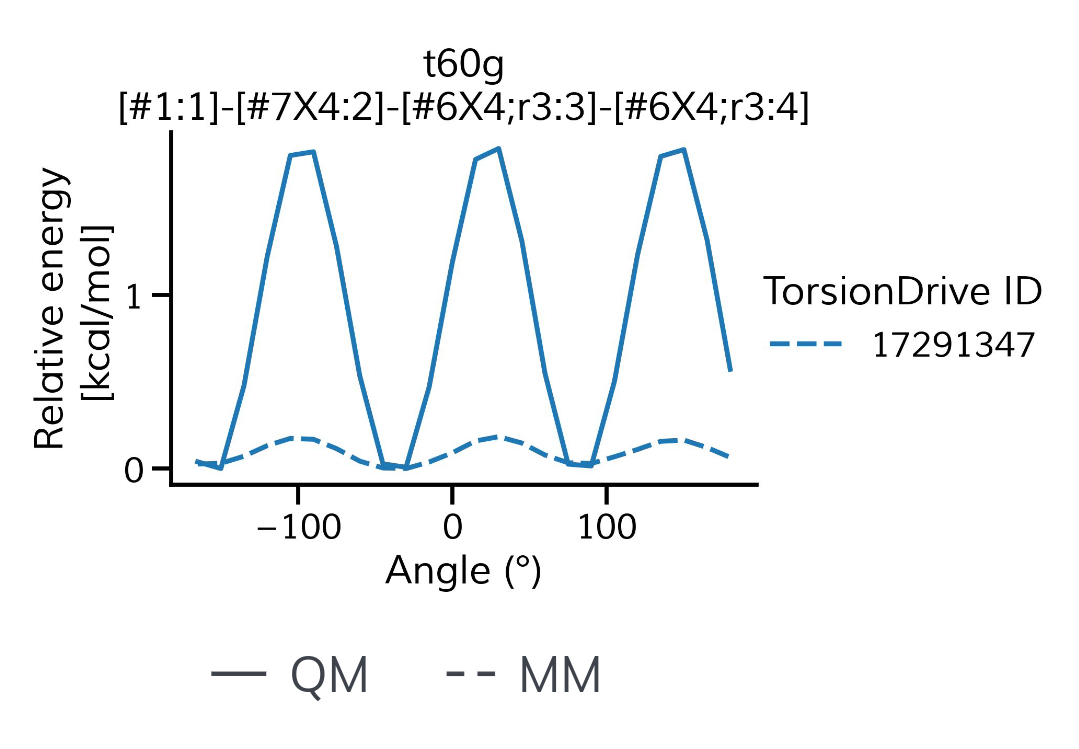 t60g
[#1:1]-[#7X4:2]-[#6X4;r3:3]-[#6X4;r3:4]
Relative energy
[kcal/mol]
1
0
−100
0
100
Angle (°)
TorsionDrive ID
17291347
QM
MM